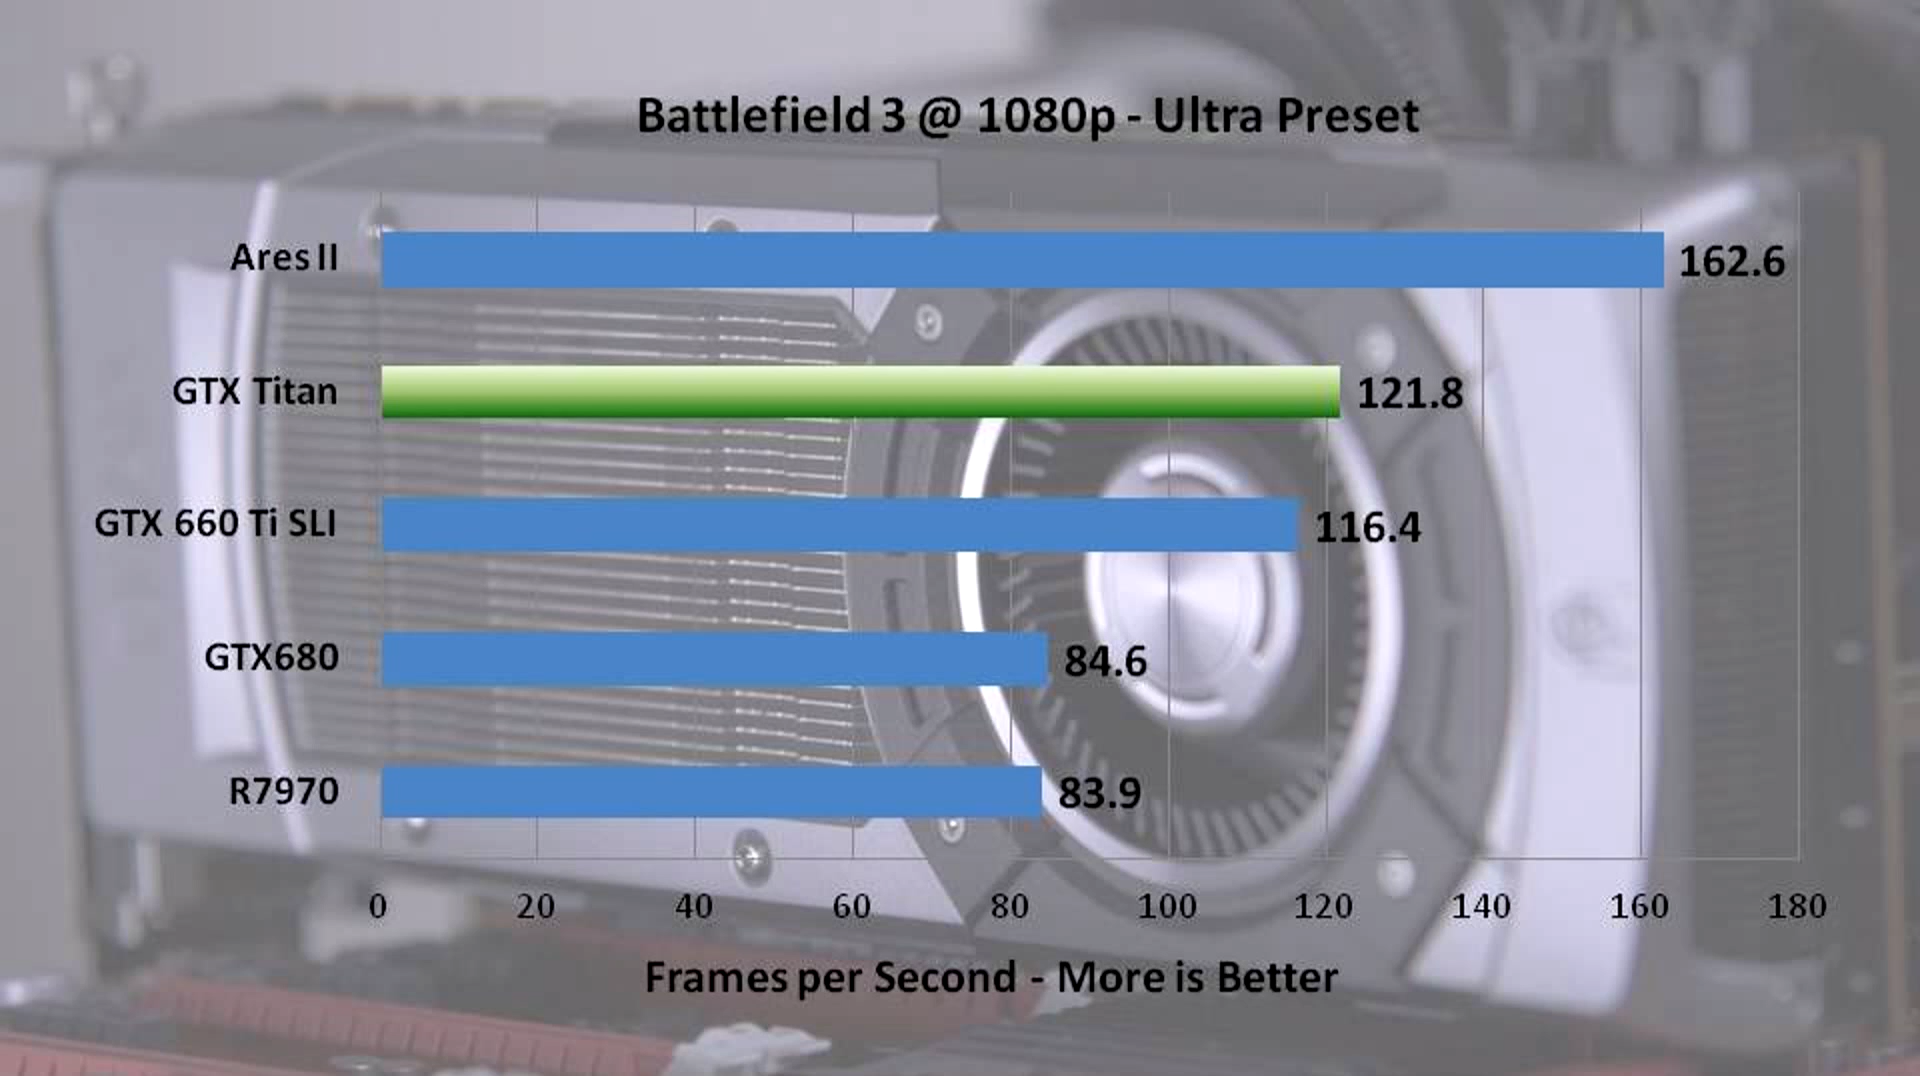 Battlefield 3 @ 1080p - Ultra Preset
Ares II
162.6
GTX Titan
121.8
GTX 660 Ti SLI
116.4
GTX680
84.6
R7970
83.9
0 20 40 60 80 100 120 140 160 180
Frames per Second - More is Better